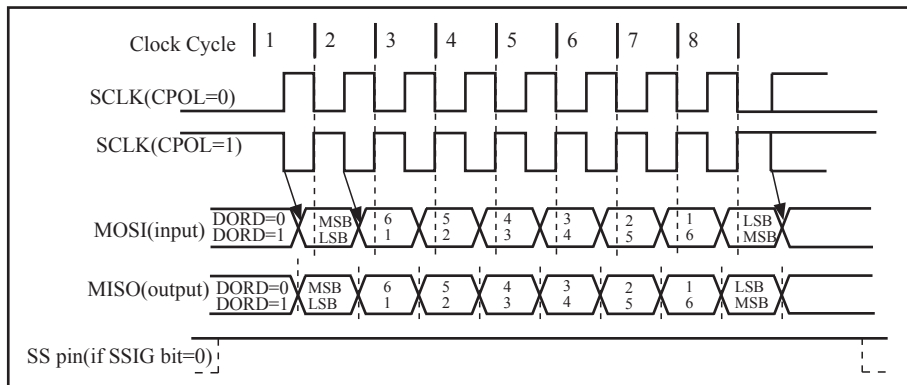 Clock Cycle 1 2 3 4 5 6 7 8
SCLK(CPOL=0)
SCLK(CPOL=1)
MOSI(input) DORD=0 MSB 6 5 4 3 2 1 LSB
DORD=1 LSB 1 2 3 4 5 6 MSB
MISO(output) DORD=0 MSB 6 5 4 3 2 1 LSB
DORD=1 LSB 1 2 3 4 5 6 MSB
SS pin(if SSIG bit=0)